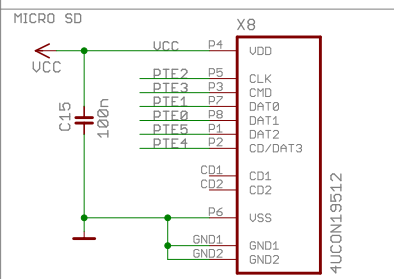 MICRO SD
X8
VCC P4 VDD
VCC
PTE2 P5 CLK
PTE3 P3 CMD
PTE1 P7 DAT0
PTE0 P8 DAT1
PTE5 P1 DAT2
PTE4 P2 CD/DAT3
C15
100n
CD1 CD1
CD2 CD2
P6 VSS
GND1 GND1
GND2 GND2
4UCON19512